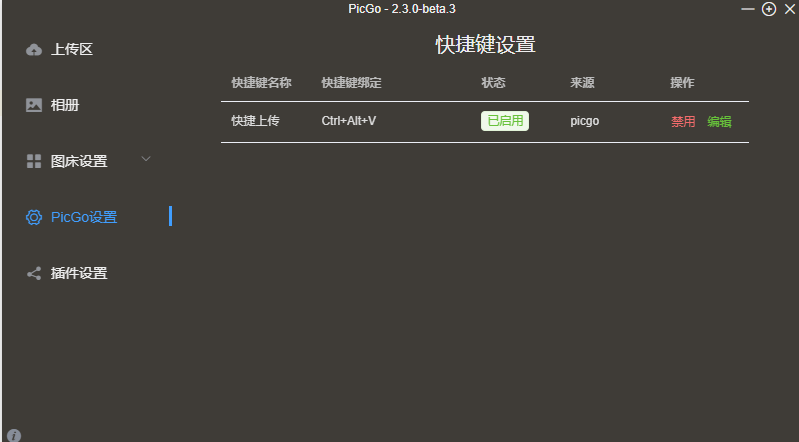 PicGo - 2.3.0-beta.3
上传区
相册
图床设置
PicGo设置
插件设置
快捷键设置
快捷键名称 快捷键绑定 状态 来源 操作
快捷上传 Ctrl+Alt+V 已启用 picgo 禁用 编辑